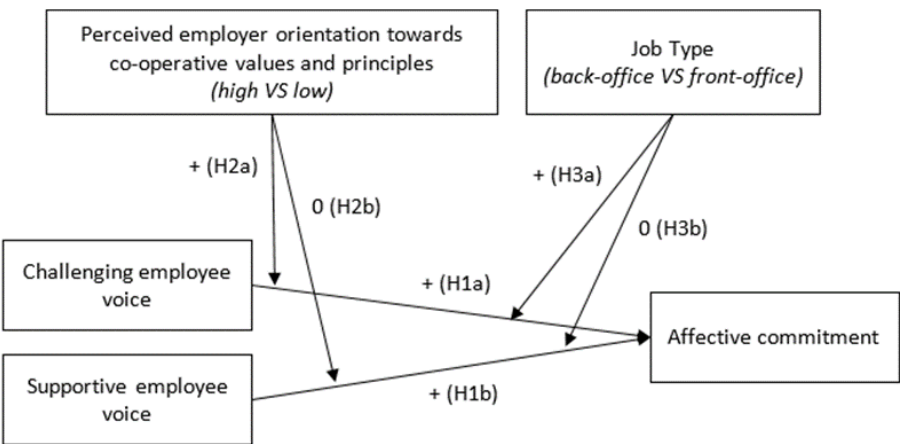 Perceived employer orientation towards
co-operative values and principles
(high VS low)
Job Type
(back-office VS front-office)
+ (H2a)
+ (H3a)
0 (H2b)
0 (H3b)
Challenging employee
voice
+ (H1a)
Affective commitment
Supportive employee
voice
+ (H1b)